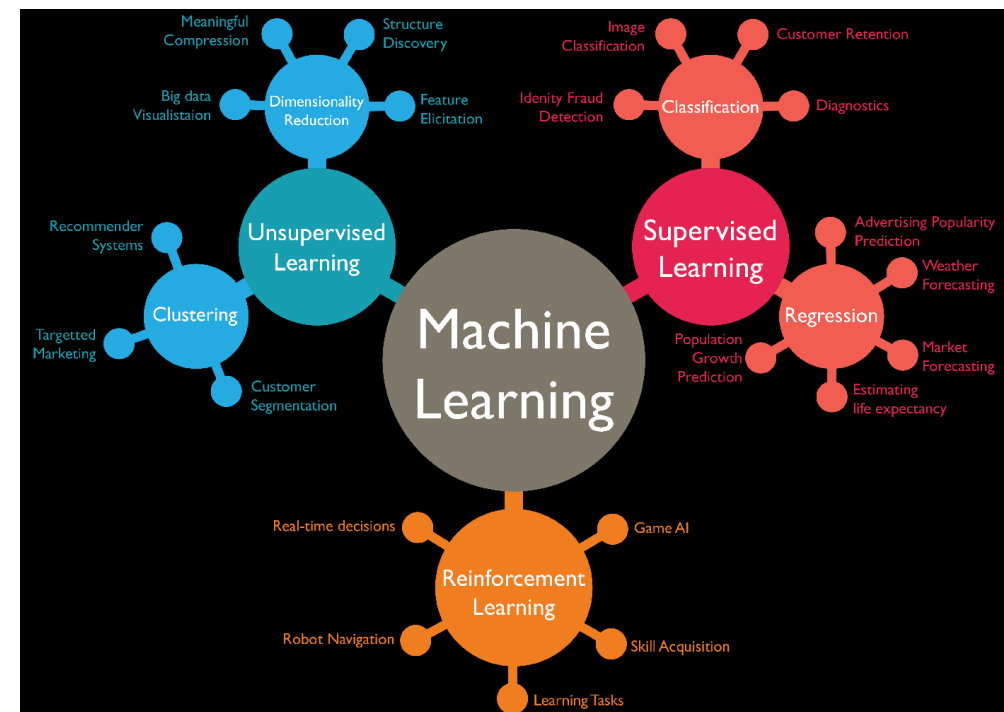 Meaningful
Compression
Structure
Discovery
Big data
Visualistaion
Dimensionality
Reduction
Feature
Elicitation
Image
Classification
Customer Retention
Idenity Fraud
Detection
Classification
Diagnostics
Unsupervised
Learning
Supervised
Learning
Recommender
Systems
Clustering
Targetted
Marketing
Customer
Segmentation
Machine
Learning
Advertising Popularity
Prediction
Weather
Forecasting
Regression
Population
Growth
Prediction
Market
Forecasting
Estimating
life expectancy
Real-time decisions
Game AI
Reinforcement
Learning
Robot Navigation
Skill Acquisition
Learning Tasks